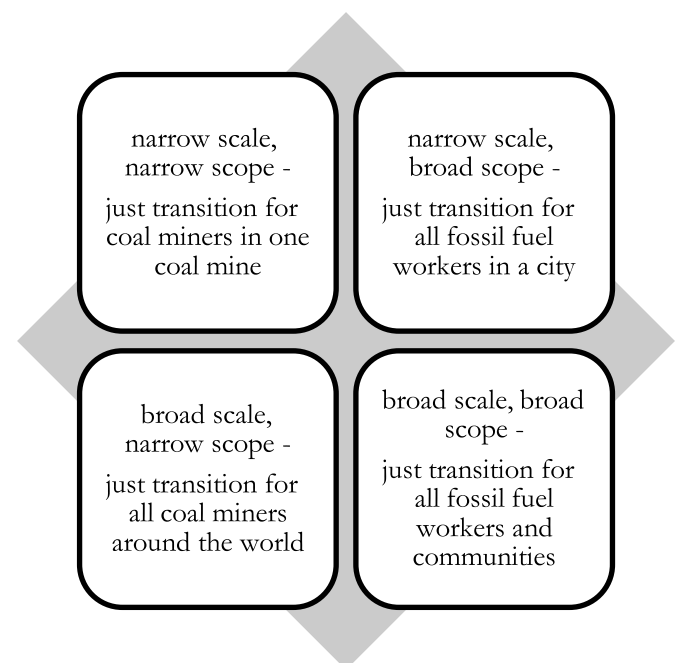 narrow scale,
narrow scope -
just transition for
coal miners in one
coal mine
narrow scale,
broad scope -
just transition for
all fossil fuel
workers in a city
broad scale,
narrow scope -
just transition for
all coal miners
around the world
broad scale, broad
scope -
just transition for
all fossil fuel
workers and
communities